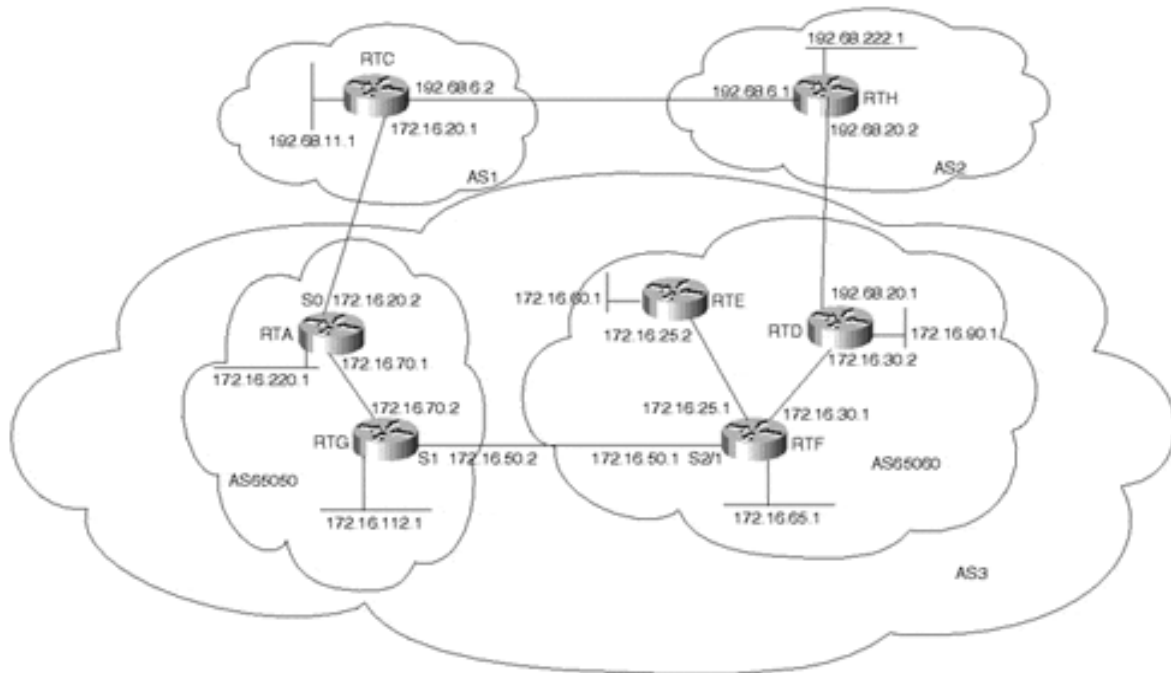 192.68.222.1
RTC
192.68.6.2
192.68.6.1
RTH
172.16.20.1
192.68.20.2
192.68.11.1
AS1
AS2
S0
172.16.20.2
172.16.60.1
RTE
192.68.20.1
RTA
172.16.25.2
RTD
172.16.90.1
172.16.70.1
172.16.30.2
172.16.220.1
172.16.70.2
172.16.25.1
172.16.30.1
RTG
RTF
S1
172.16.50.2
172.16.50.1
S2/1
AS65050
AS65060
172.16.112.1
172.16.65.1
AS3